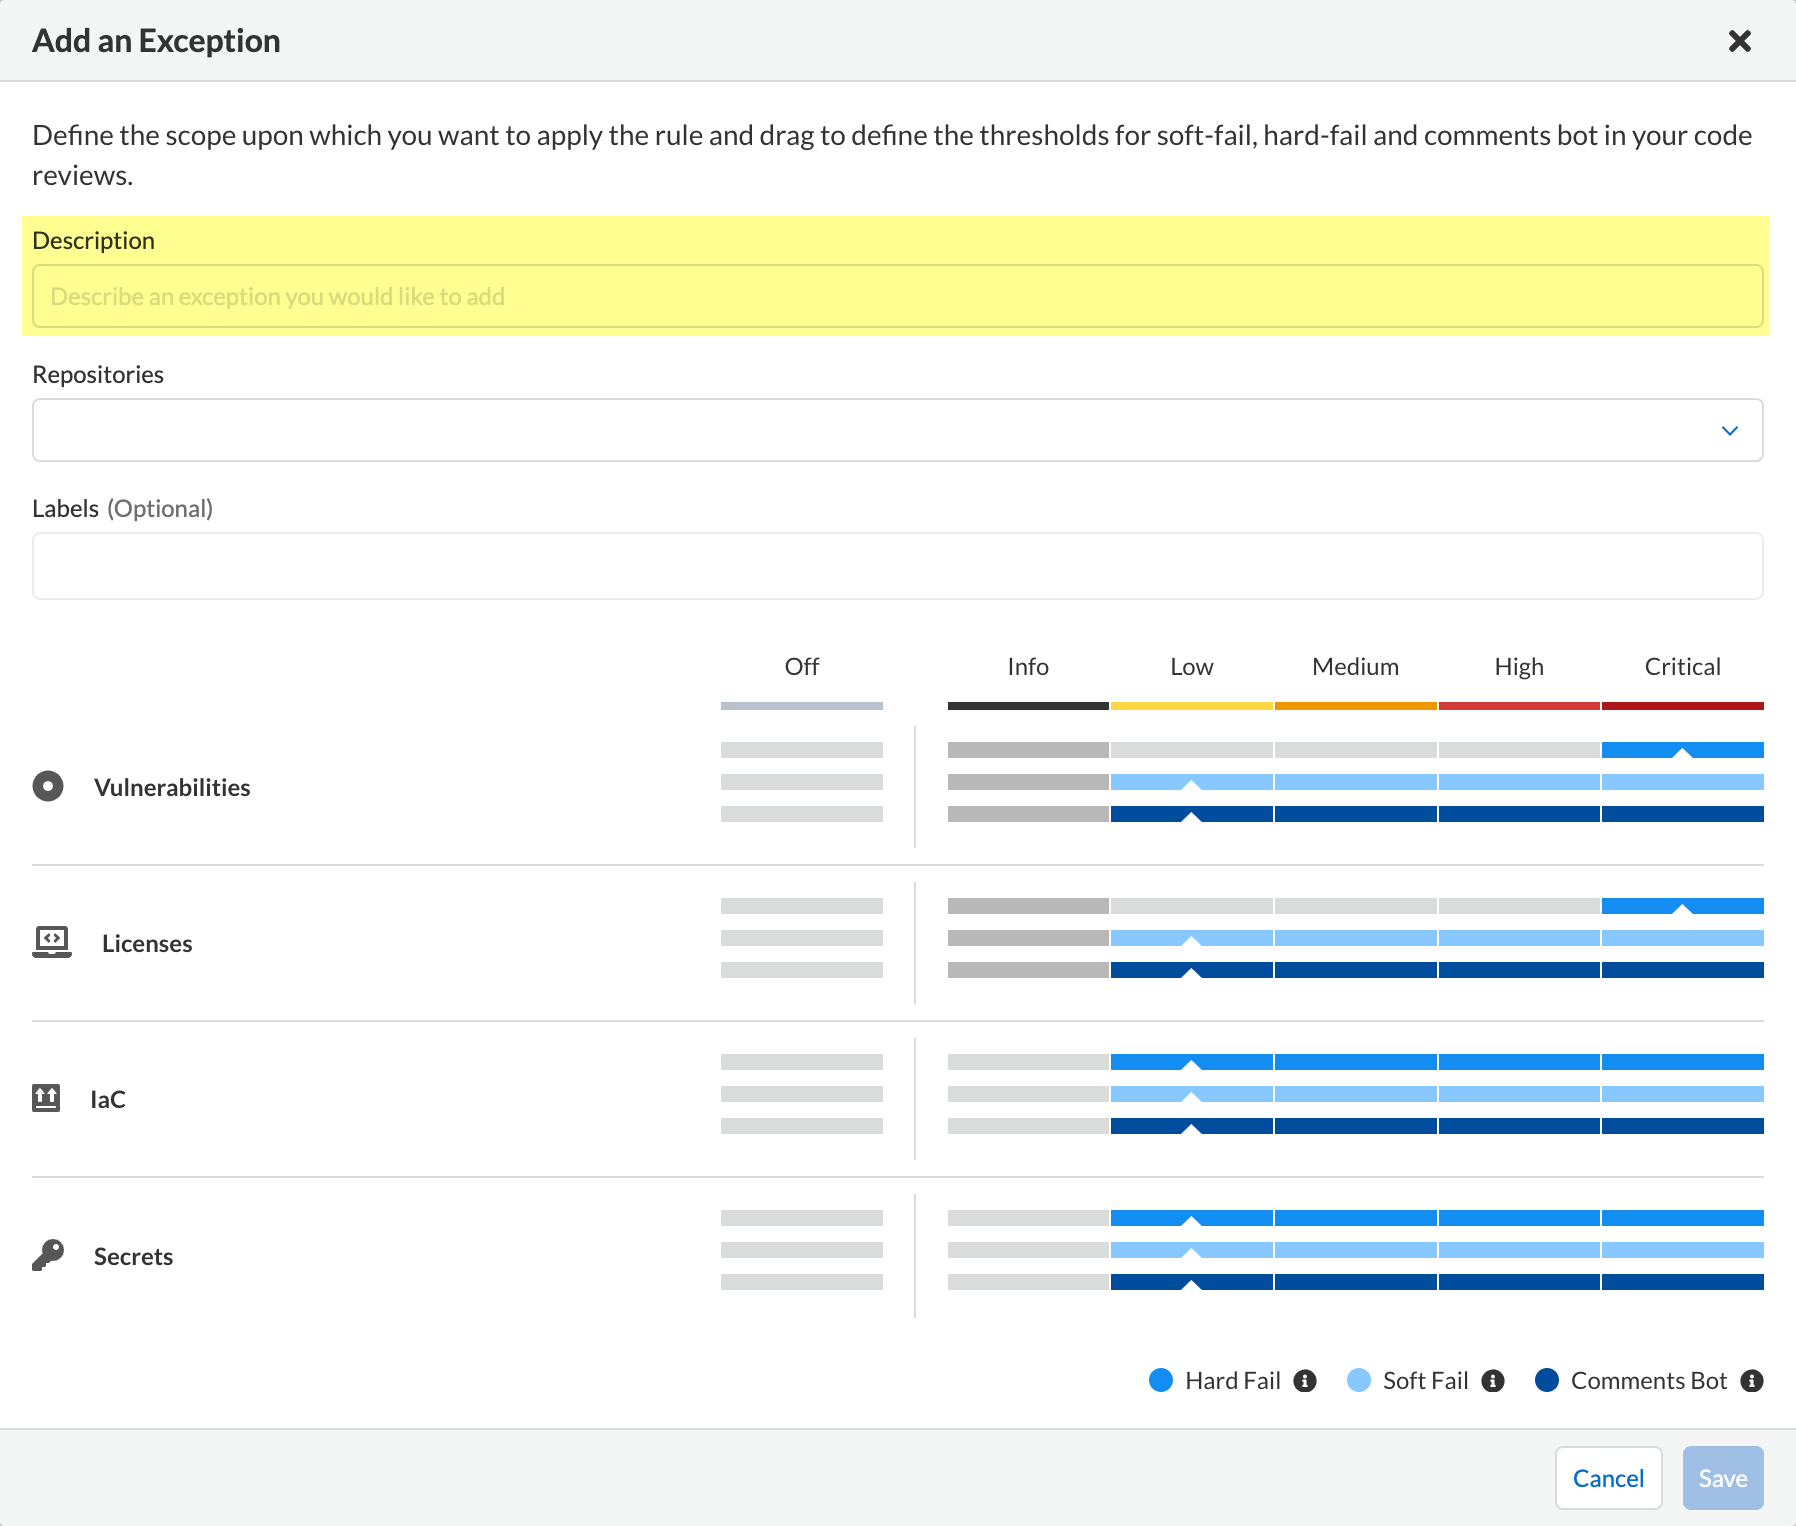 Add an Exception
Define the scope upon which you want to apply the rule and drag to define the thresholds for soft-fail, hard-fail and comments bot in your code
reviews.
Description
Describe an exception you would like to add
Repositories
Labels (Optional)
Off Info Low Medium High Critical
Vulnerabilities
Licenses
IaC
Secrets
Hard Fail Soft Fail Comments Bot
Cancel Save